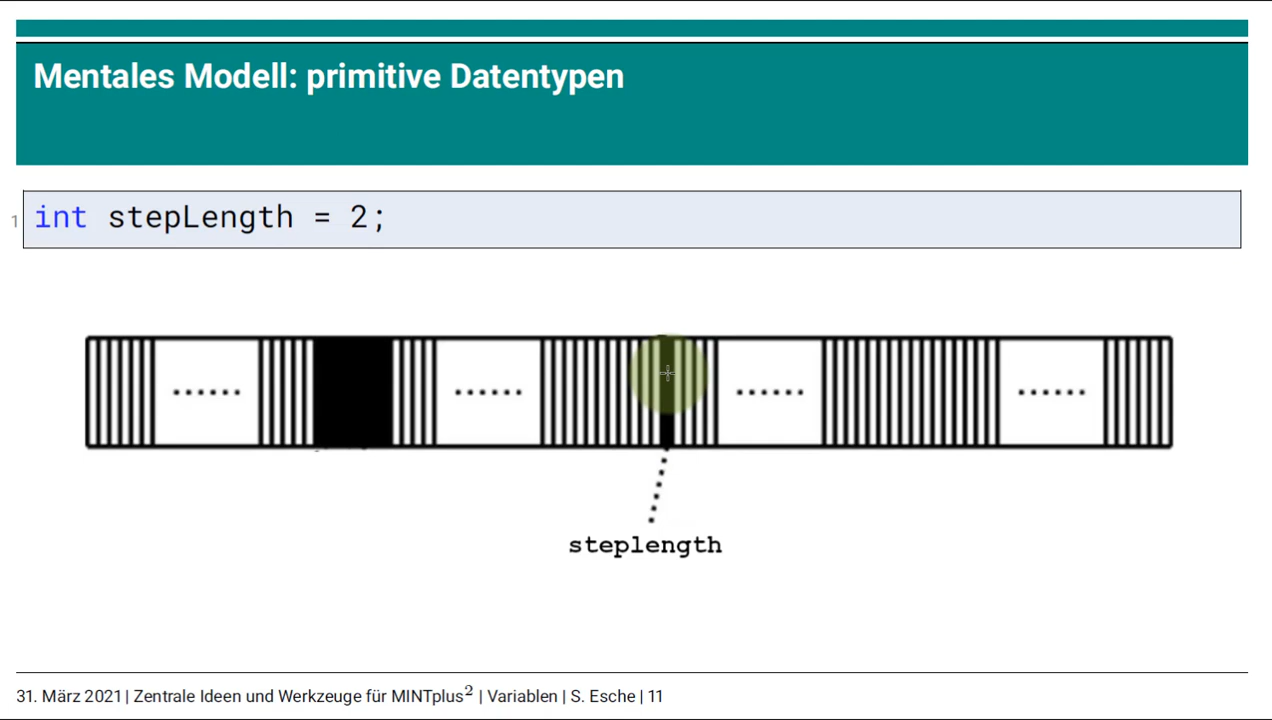 Mentales Modell: primitive Datentypen
1 int stepLength = 2;
......
......
......
......
steplength
31. März 2021 | Zentrale Ideen und Werkzeuge für MINTplus² | Variablen | S. Esche | 11